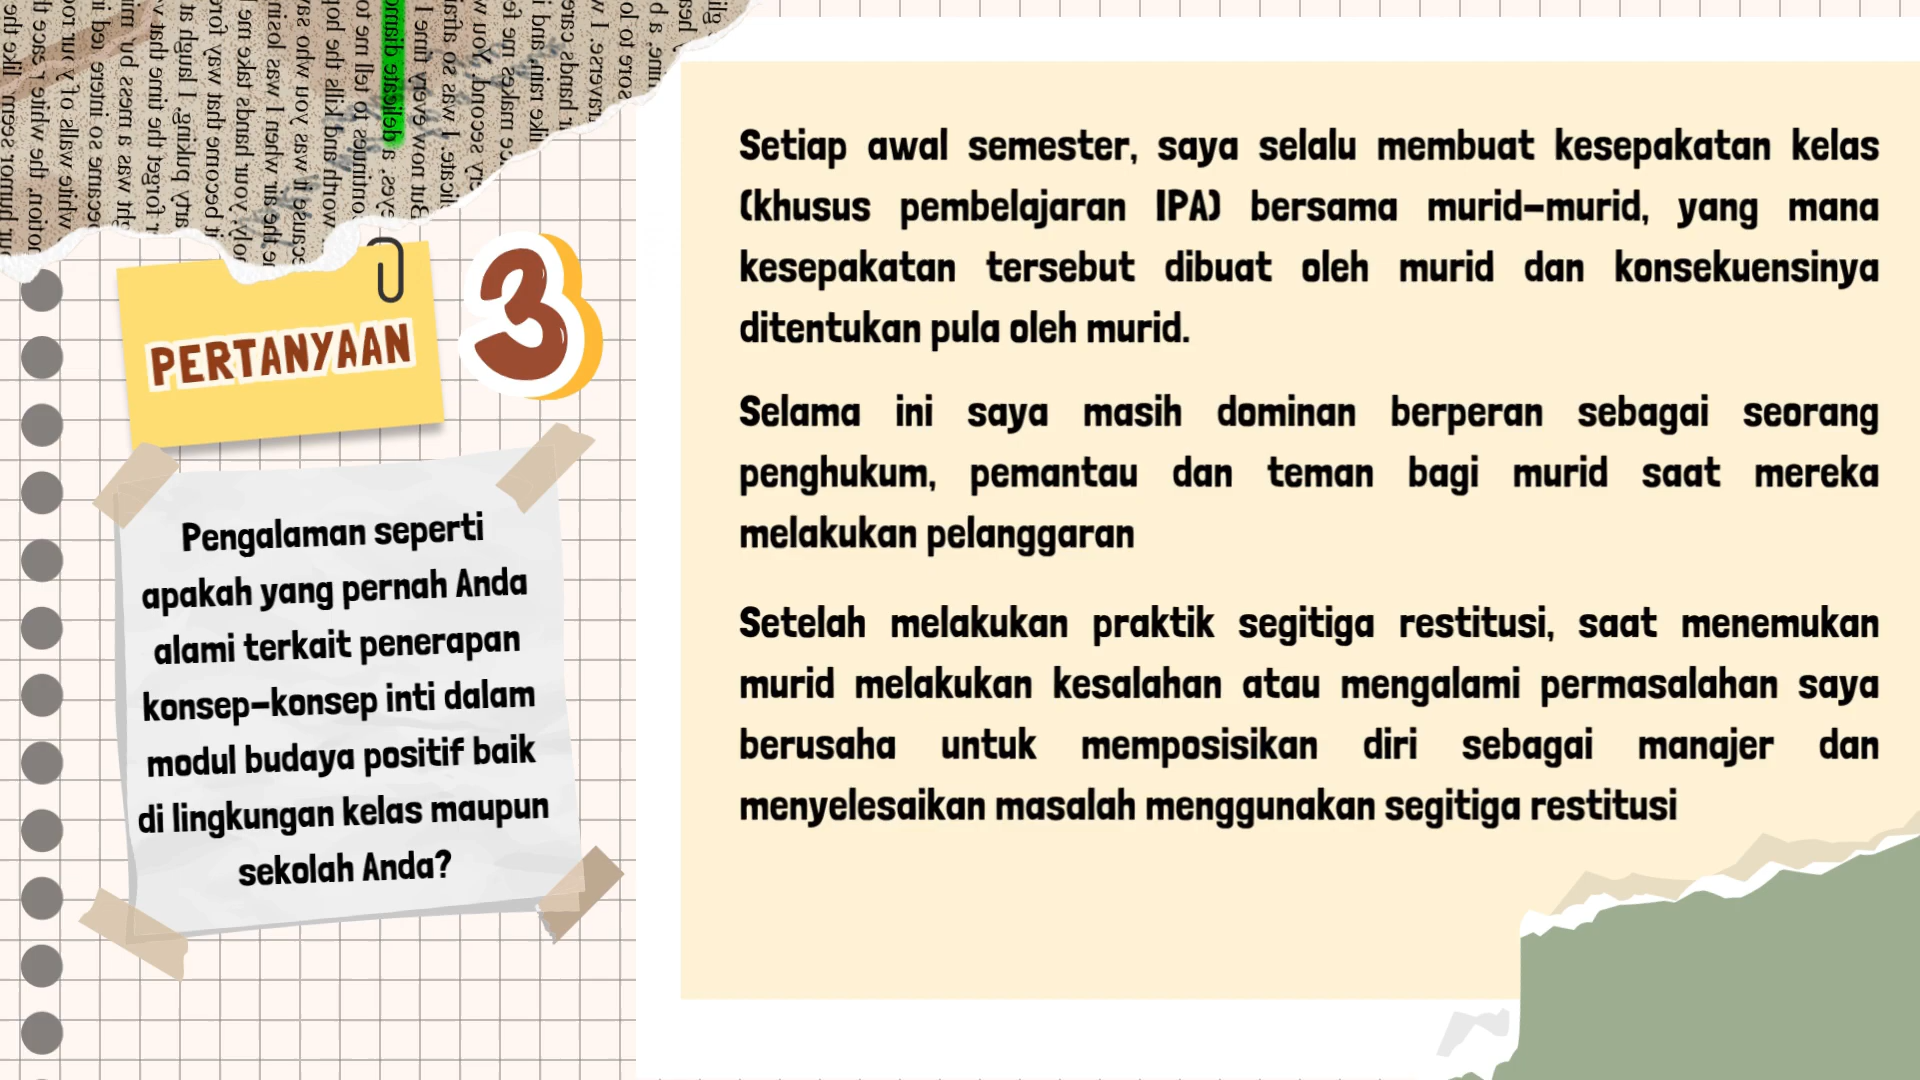 PERTANYAAN
3
Pengalaman seperti
apakah yang pernah Anda
alami terkait penerapan
konsep-konsep inti dalam
modul budaya positif baik
di lingkungan kelas maupun
sekolah Anda?
Setiap awal semester, saya selalu membuat kesepakatan kelas
(khusus pembelajaran IPA) bersama murid-murid, yang mana
kesepakatan tersebut dibuat oleh murid dan konsekuensinya
ditentukan pula oleh murid.
Selama ini saya masih dominan berperan sebagai seorang
penghukum, pemantau dan teman bagi murid saat mereka
melakukan pelanggaran
Setelah melakukan praktik segitiga restitusi, saat menemukan
murid melakukan kesalahan atau mengalami permasalahan saya
berusaha untuk memposisikan diri sebagai manajer dan
menyelesaikan masalah menggunakan segitiga restitusi